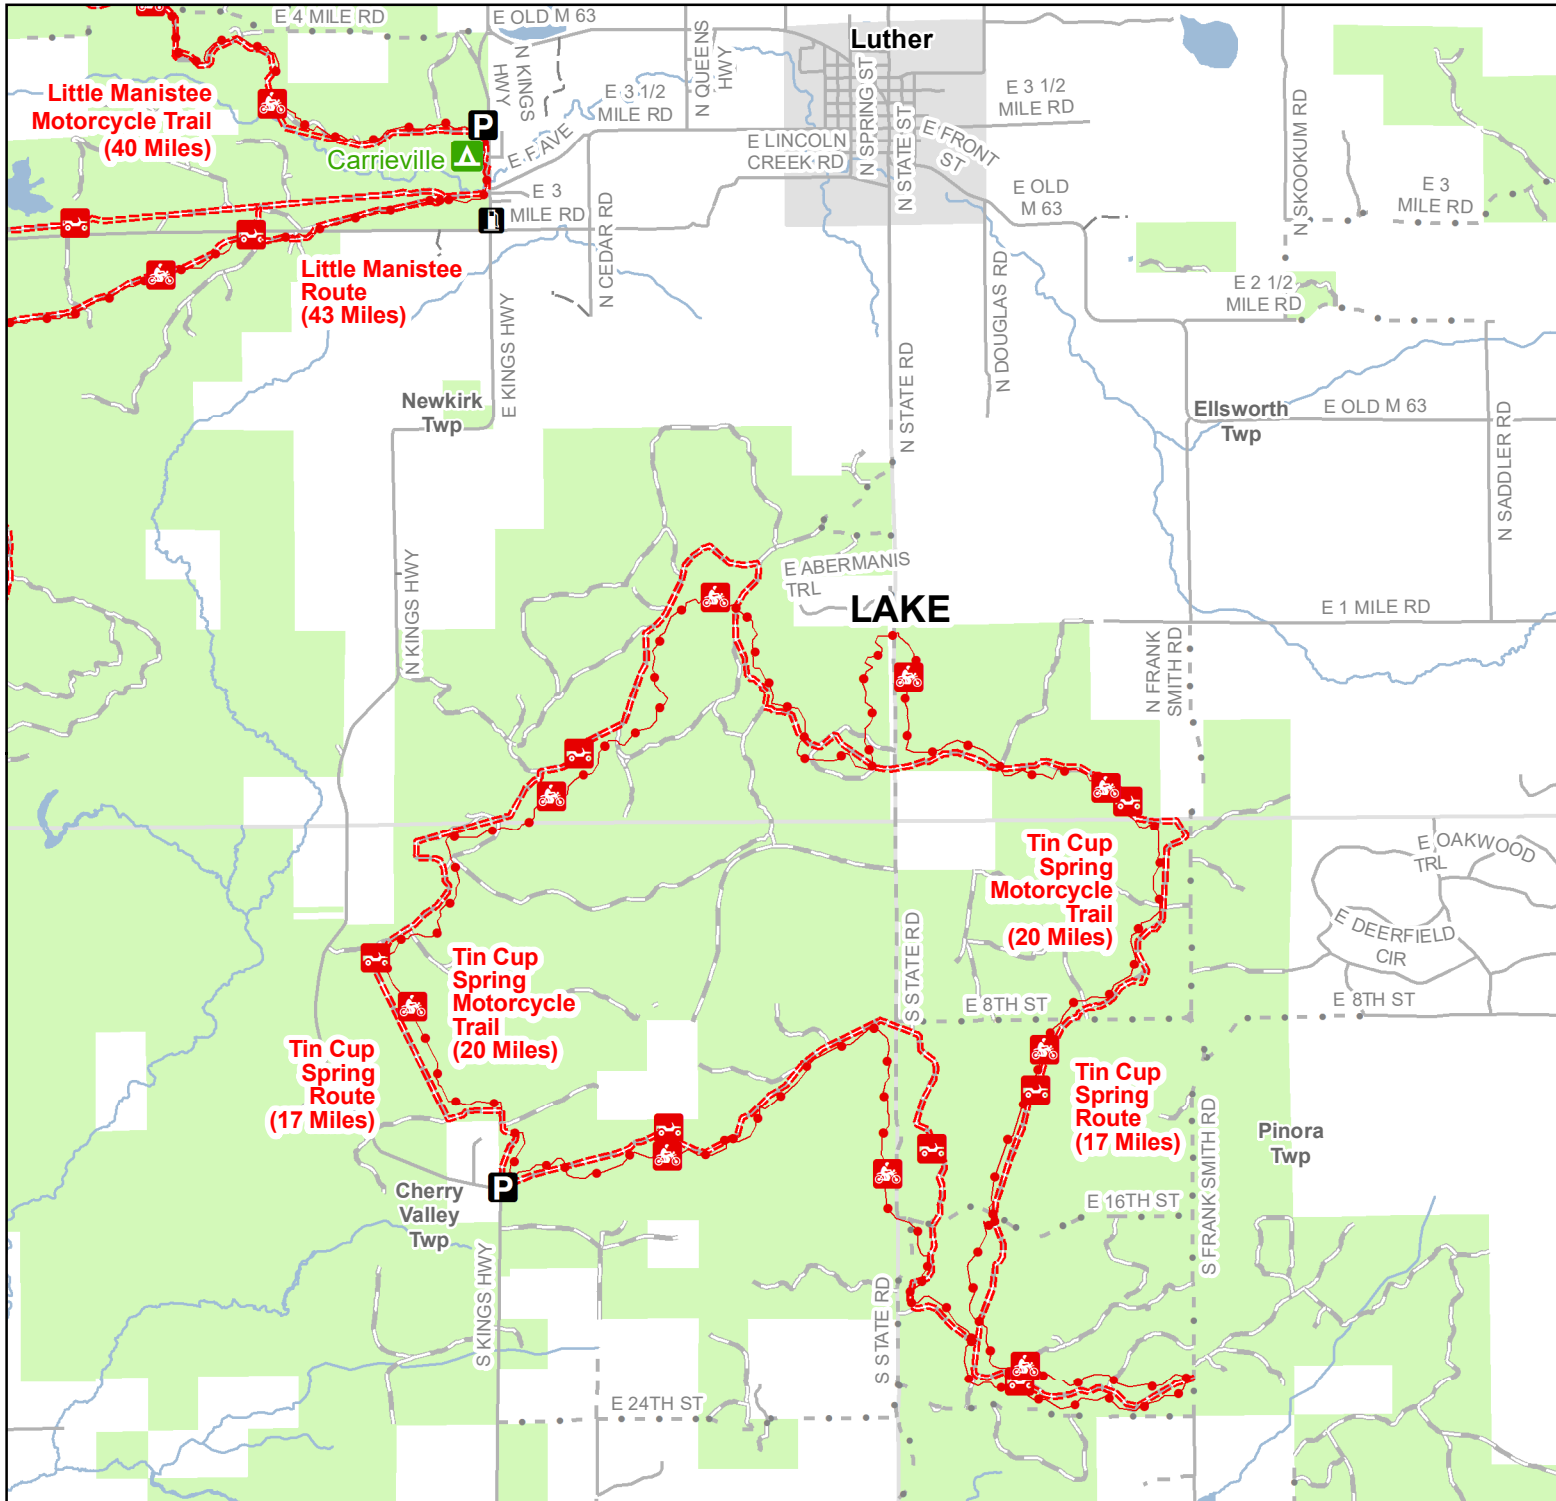 E 4 MILE RD
E OLD M 63
N KINGS
HWY
N QUEENS
HWY
Luther
Little Manistee
Motorcycle Trail
(40 Miles)
P
Carrieville
E F AVE
E 3 1/2
MILE RD
E LINCOLN
CREEK RD
N SPRING ST
N STATE ST
E FRONT
ST
E 3 1/2
MILE RD
N SKOOKUM RD
E 3
MILE RD
E 3
MILE RD
N CEDAR RD
E OLD
M 63
Little Manistee
Route
(43 Miles)
E 2 1/2
MILE RD
N DOUGLAS RD
E KINGS HWY
N STATE RD
Newkirk
Twp
Ellsworth
Twp
E OLD M 63
N SADDLER RD
N KINGS HWY
E ABERMANIS
TRL
LAKE
E 1 MILE RD
N FRANK
SMITH RD
Tin Cup
Spring
Motorcycle
Trail
(20 Miles)
E OAKWOOD
TRL
E DEERFIELD
CIR
E 8TH ST
S STATE RD
E 8TH ST
Tin Cup
Spring
Motorcycle
Trail
(20 Miles)
Tin Cup
Spring
Route
(17 Miles)
Tin Cup
Spring
Route
(17 Miles)
S FRANK SMITH RD
Pinora
Twp
P
Cherry
Valley
Twp
E 16TH ST
S KINGS HWY
S STATE RD
E 24TH ST